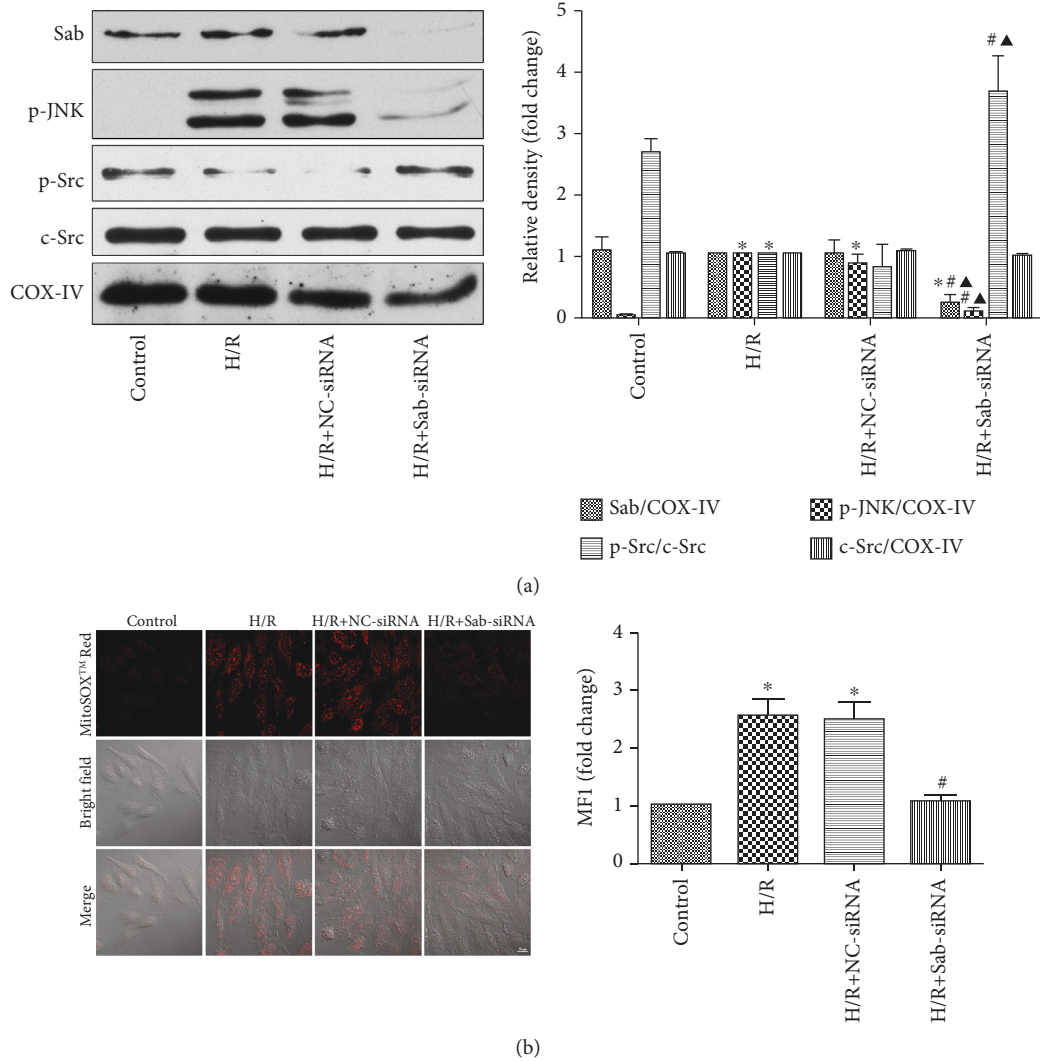 Sab
p-JNK
p-Src
c-Src
COX-IV
Control
H/R
H/R+NC-siRNA
H/R+Sab-siRNA
Relative density (fold change)
5
4
3
2
1
0
* *
*
* # ▲
# ▲
# ▲
Control
H/R
H/R+NC-siRNA
H/R+Sab-siRNA
Sab/COX-IV
p-JNK/COX-IV
p-Src/c-Src
c-Src/COX-IV
(a)
Control
H/R
H/R+NC-siRNA
H/R+Sab-siRNA
MitoSOX™ Red
Bright field
Merge
MF1 (fold change)
4
3
2
1
0
*
*
#
Control
H/R
H/R+NC-siRNA
H/R+Sab-siRNA
(b)